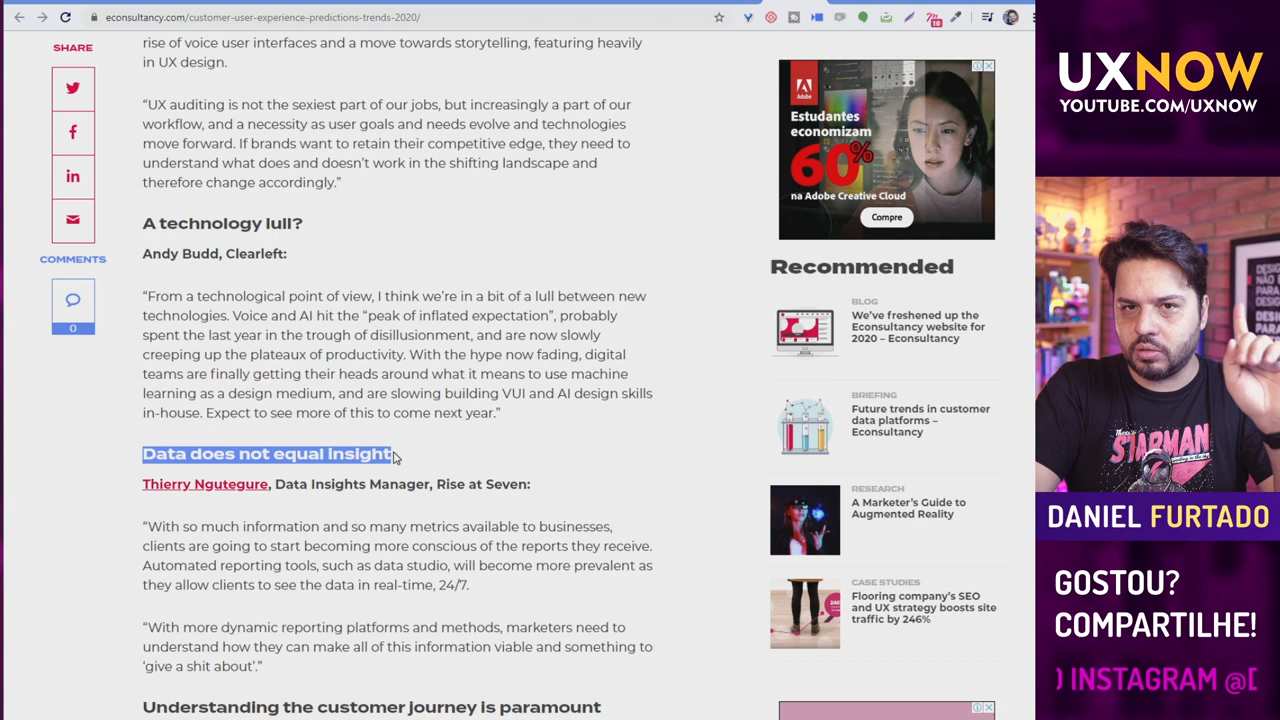 econsultancy.com/customer-user-experience-predictions-trends-2020/
10
SHARE
COMMENTS
0
rise of voice user interfaces and a move towards storytelling, featuring heavily
in UX design.
“UX auditing is not the sexiest part of our jobs, but increasingly a part of our
workflow, and a necessity as user goals and needs evolve and technologies
move forward. If brands want to retain their competitive edge, they need to
understand what does and doesn’t work in the shifting landscape and
therefore change accordingly.”
A technology lull?
Andy Budd, Clearleft:
“From a technological point of view, I think we’re in a bit of a lull between new
technologies. Voice and AI hit the “peak of inflated expectation”, probably
spent the last year in the trough of disillusionment, and are now slowly
creeping up the plateaux of productivity. With the hype now fading, digital
teams are finally getting their heads around what it means to use machine
learning as a design medium, and are slowing building VUI and AI design skills
in-house. Expect to see more of this to come next year.”
Data does not equal insight
Thierry Ngutegure, Data Insights Manager, Rise at Seven:
“With so much information and so many metrics available to businesses,
clients are going to start becoming more conscious of the reports they receive.
Automated reporting tools, such as data studio, will become more prevalent as
they allow clients to see the data in real-time, 24/7.
“With more dynamic reporting platforms and methods, marketers need to
understand how they can make all of this information viable and something to
‘give a shit about’.”
Understanding the customer journey is paramount
Adobe
Estudantes
economizam
60%
na Adobe Creative Cloud
Compre
Recommended
BLOG
We’ve freshened up the
Econsultancy website for
2020 – Econsultancy
BRIEFING
Future trends in customer
data platforms –
Econsultancy
RESEARCH
A Marketer’s Guide to
Augmented Reality
CASE STUDIES
Flooring company’s SEO
and UX strategy boosts site
traffic by 246%
UXNOW
YOUTUBE.COM/UXNOW
STARMAN
DANIEL FURTADO
GOSTOU?
COMPARTILHE!
INSTAGRAM @